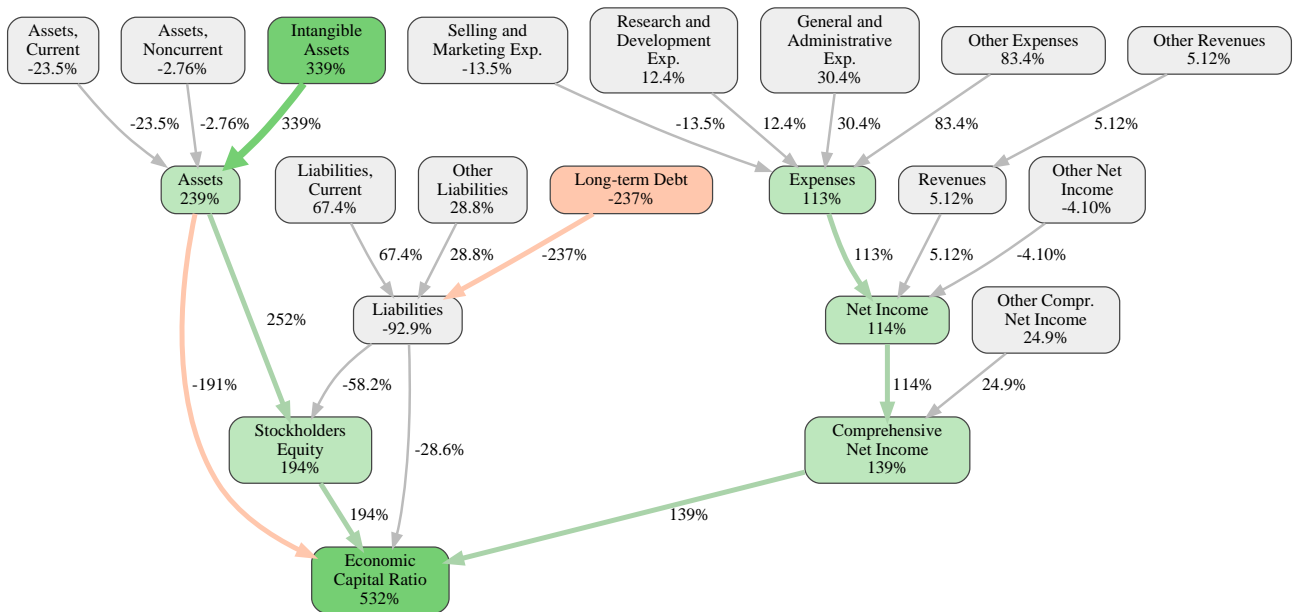 Assets,
Current
-23.5%
Assets,
Noncurrent
-2.76%
Intangible
Assets
339%
Selling and
Marketing Exp.
-13.5%
Research and
Development
Exp.
12.4%
General and
Administrative
Exp.
30.4%
Other Expenses
83.4%
Other Revenues
5.12%
-23.5%
-2.76%
339%
-13.5%
12.4%
30.4%
83.4%
5.12%
Assets
239%
Liabilities,
Current
67.4%
Other
Liabilities
28.8%
Long-term Debt
-237%
Expenses
113%
Revenues
5.12%
Other Net
Income
-4.10%
67.4%
28.8%
-237%
113%
5.12%
-4.10%
252%
Liabilities
-92.9%
Net Income
114%
Other Compr.
Net Income
24.9%
-191%
-58.2%
114%
24.9%
Stockholders
Equity
194%
-28.6%
Comprehensive
Net Income
139%
194%
139%
Economic
Capital Ratio
532%